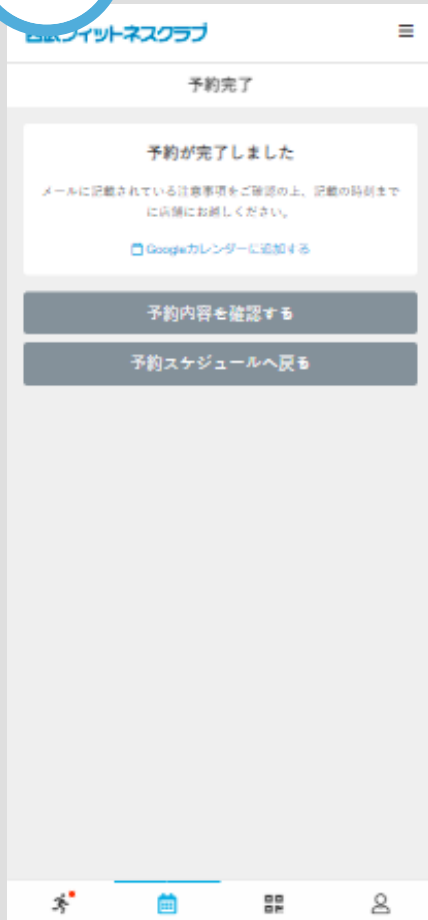 西武フィットネスクラブ
予約完了
予約が完了しました
メールに記載されている注意事項をご確認の上、記載の時刻まで
に店舗にお越しください。
Googleカレンダーに追加する
予約内容を確認する
予約スケジュールへ戻る